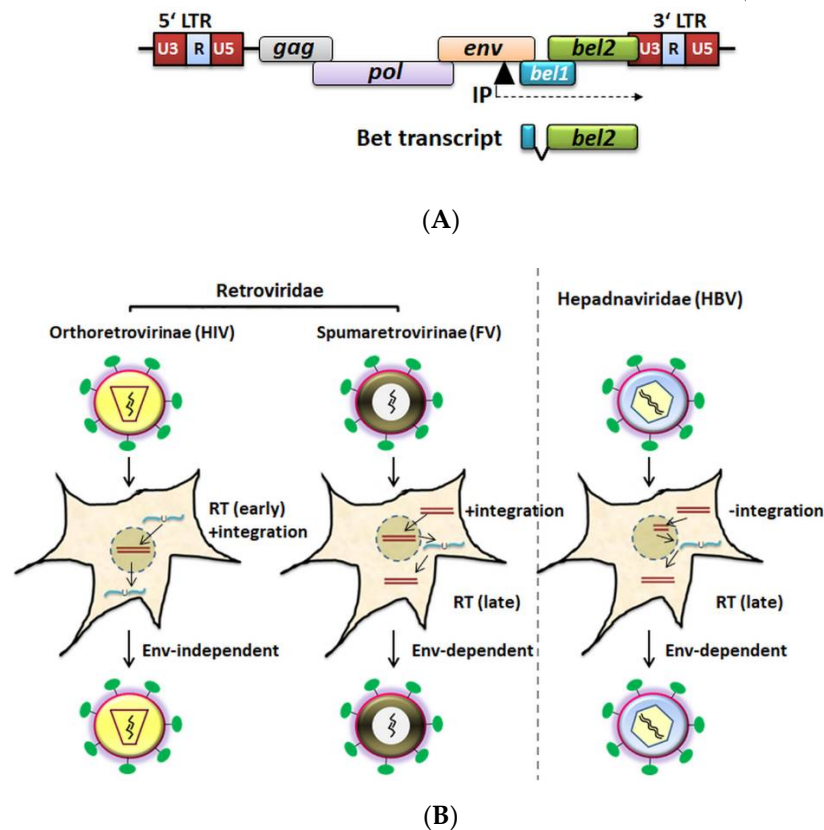 5‘ LTR
3‘ LTR
U3 R U5 gag env bel2 U3 R U5
pol bel1
IP
Bet transcript bel2
(A)
Retroviridae
Hepadnaviridae (HBV)
Orthoretrovirinae (HIV) Spumaretrovirinae (FV)
RT (early)
+integration
+integration
-integration
U
U
U
U
RT (late)
RT (late)
Env-independent Env-dependent Env-dependent
(B)